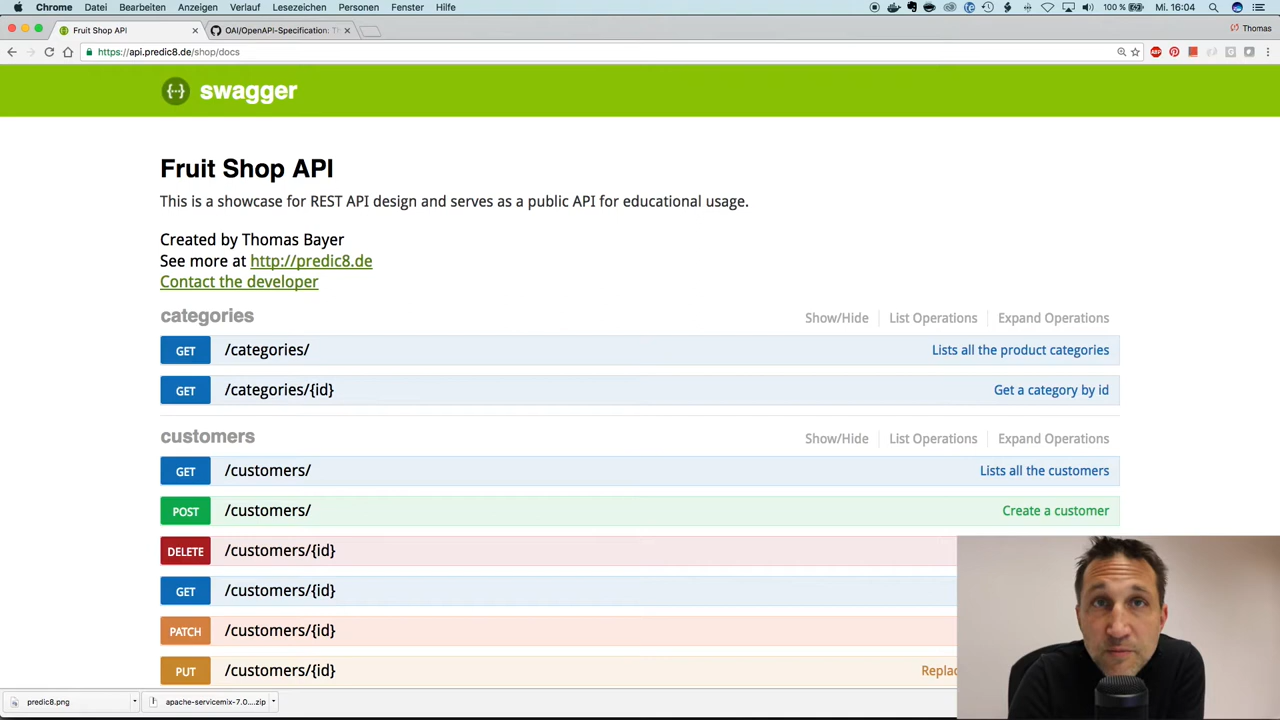 Chrome Datei Bearbeiten Anzeigen Verlauf Lesezeichen Personen Fenster Hilfe 100 % Mi. 16:04
Fruit Shop API OAI/OpenAPI-Specification: T Thomas
https://api.predic8.de/shop/docs
swagger
Fruit Shop API
This is a showcase for REST API design and serves as a public API for educational usage.
Created by Thomas Bayer
See more at http://predic8.de
Contact the developer
categories Show/Hide List Operations Expand Operations
GET /categories/ Lists all the product categories
GET /categories/{id} Get a category by id
customers Show/Hide List Operations Expand Operations
GET /customers/ Lists all the customers
POST /customers/ Create a customer
DELETE /customers/{id}
GET /customers/{id}
PATCH /customers/{id}
PUT /customers/{id} Replac
predic8.png apache-servicemix-7.0....zip